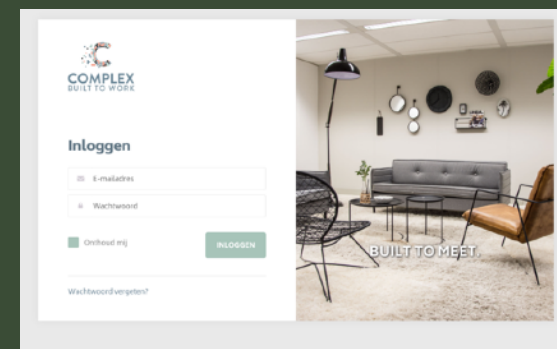 COMPLEX
BUILT TO WORK
Inloggen
E-mailadres
Wachtwoord
Onthoud mij
INLOGGEN
Wachtwoord vergeten?
BUILT TO MEET.